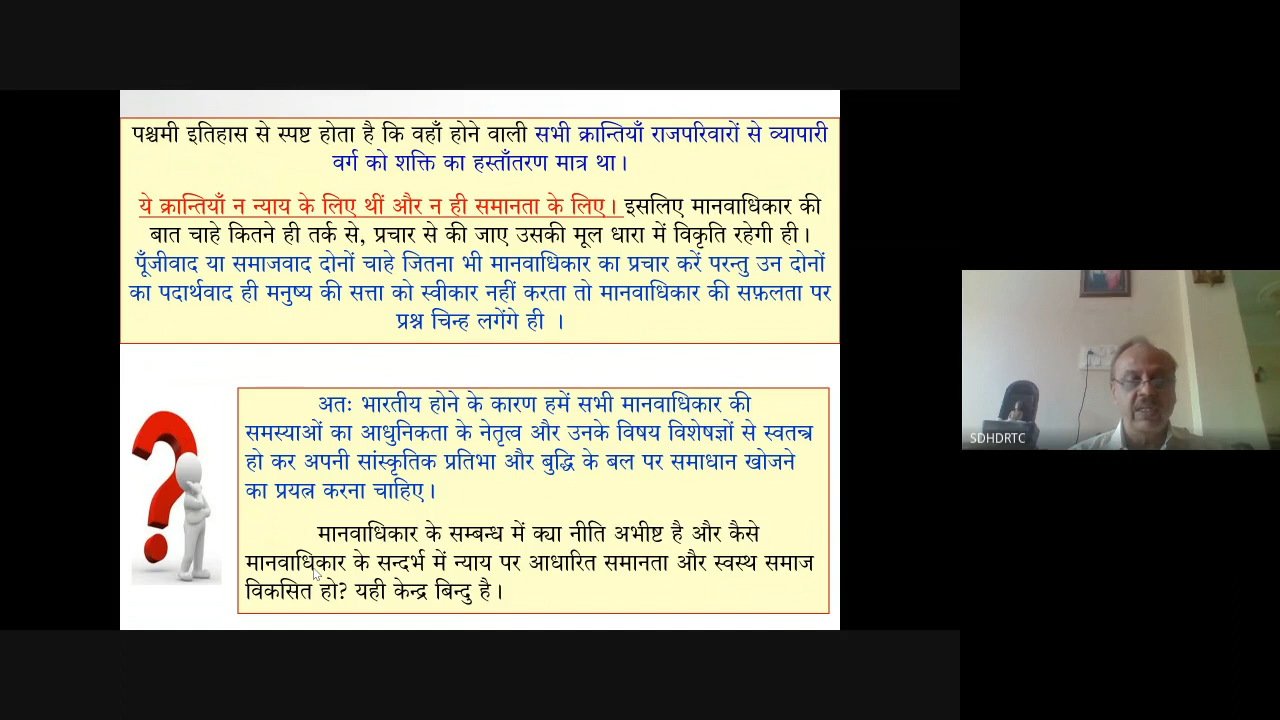 पश्चमी इतिहास से स्पष्ट होता है कि वहाँ होने वाली सभी क्रान्तियाँ राजपरिवारों से व्यापारी
वर्ग को शक्ति का हस्ताँतरण मात्र था।
ये क्रान्तियाँ न न्याय के लिए थीं और न ही समानता के लिए। इसलिए मानवाधिकार की
बात चाहे कितने ही तर्क से, प्रचार से की जाए उसकी मूल धारा में विकृति रहेगी ही।
पूँजीवाद या समाजवाद दोनों चाहे जितना भी मानवाधिकार का प्रचार करें परन्तु उन दोनों
का पदार्थवाद ही मनुष्य की सत्ता को स्वीकार नहीं करता तो मानवाधिकार की सफ़लता पर
प्रश्न चिन्ह लगेंगे ही ।
अतः भारतीय होने के कारण हमें सभी मानवाधिकार की
समस्याओं का आधुनिकता के नेतृत्व और उनके विषय विशेषज्ञों से स्वतन्त्र
हो कर अपनी सांस्कृतिक प्रतिभा और बुद्धि के बल पर समाधान खोजने
का प्रयत्न करना चाहिए।
मानवाधिकार के सम्बन्ध में क्या नीति अभीष्ट है और कैसे
मानवाधिकार के सन्दर्भ में न्याय पर आधारित समानता और स्वस्थ समाज
विकसित हो? यही केन्द्र बिन्दु है।
SDHDRTC